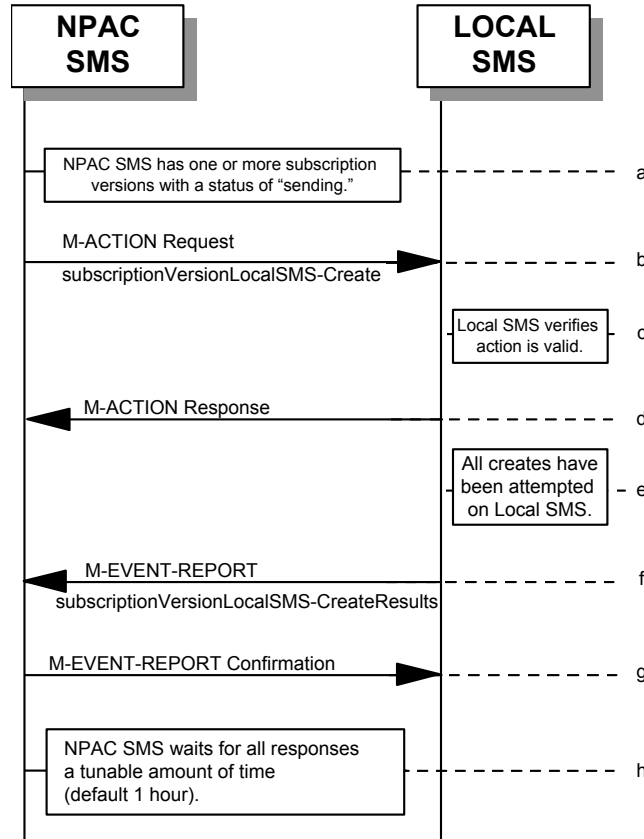 NPAC
SMS
LOCAL
SMS
NPAC SMS has one or more subscription
versions with a status of “sending.”
a
M-ACTION Request
b
subscriptionVersionLocalSMS-Create
Local SMS verifies
action is valid.
c
M-ACTION Response
d
All creates have
been attempted
on Local SMS.
e
M-EVENT-REPORT
f
subscriptionVersionLocalSMS-CreateResults
M-EVENT-REPORT Confirmation
g
NPAC SMS waits for all responses
a tunable amount of time
(default 1 hour).
h